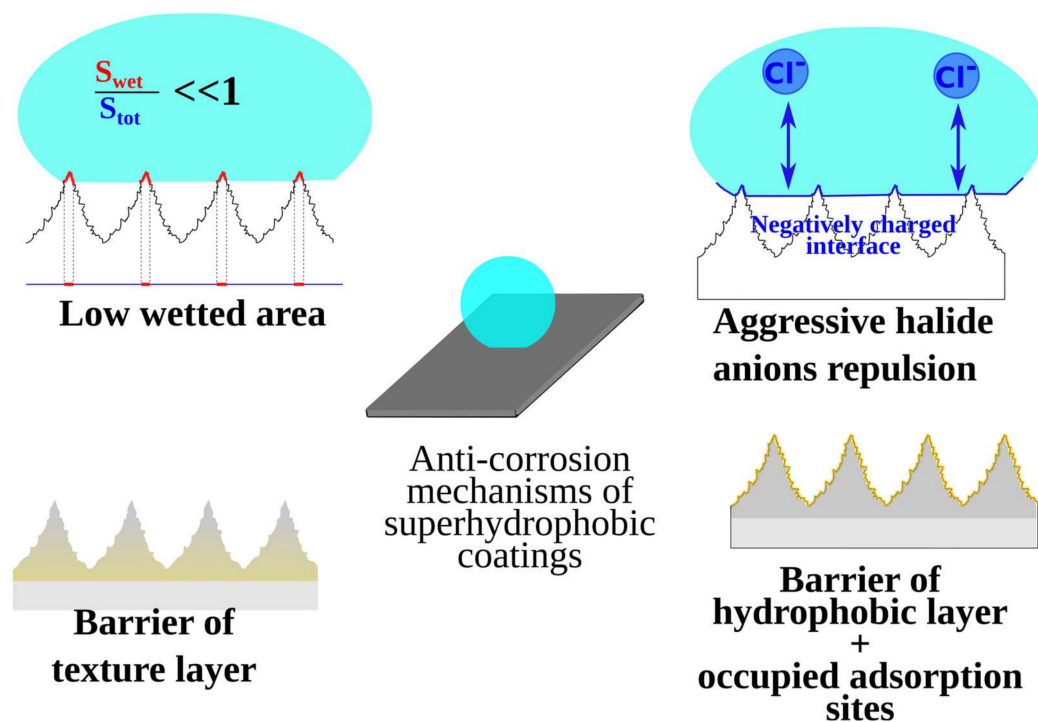 S_wet
S_tot
<<1
Low wetted area
Cl⁻
Cl⁻
Negatively charged
interface
Aggressive halide
anions repulsion
Anti-corrosion
mechanisms of
superhydrophobic
coatings
Barrier of
texture layer
Barrier of
hydrophobic layer
+
occupied adsorption
sites